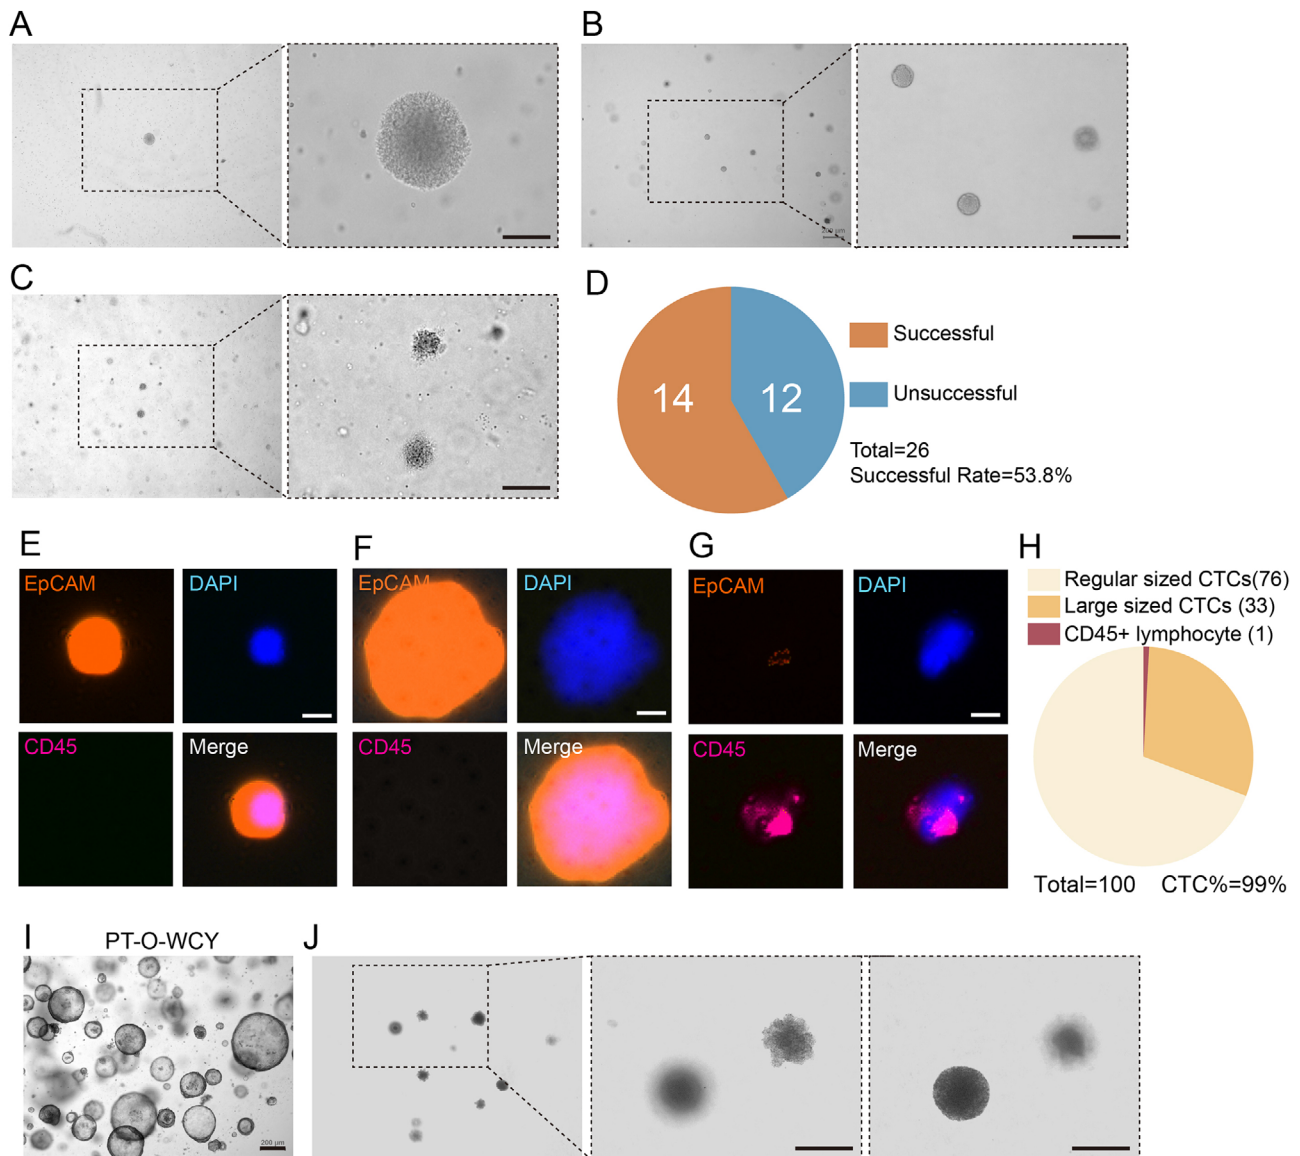 A
B
200 μm
C
D
14
12
Successful
Unsuccessful
Total=26
Successful Rate=53.8%
E
EpCAM
DAPI
CD45
Merge
F
EpCAM
DAPI
CD45
Merge
G
EpCAM
DAPI
CD45
Merge
H
Regular sized CTCs(76)
Large sized CTCs (33)
CD45+ lymphocyte (1)
Total=100
CTC%=99%
I
PT-O-WCY
200 μm
J